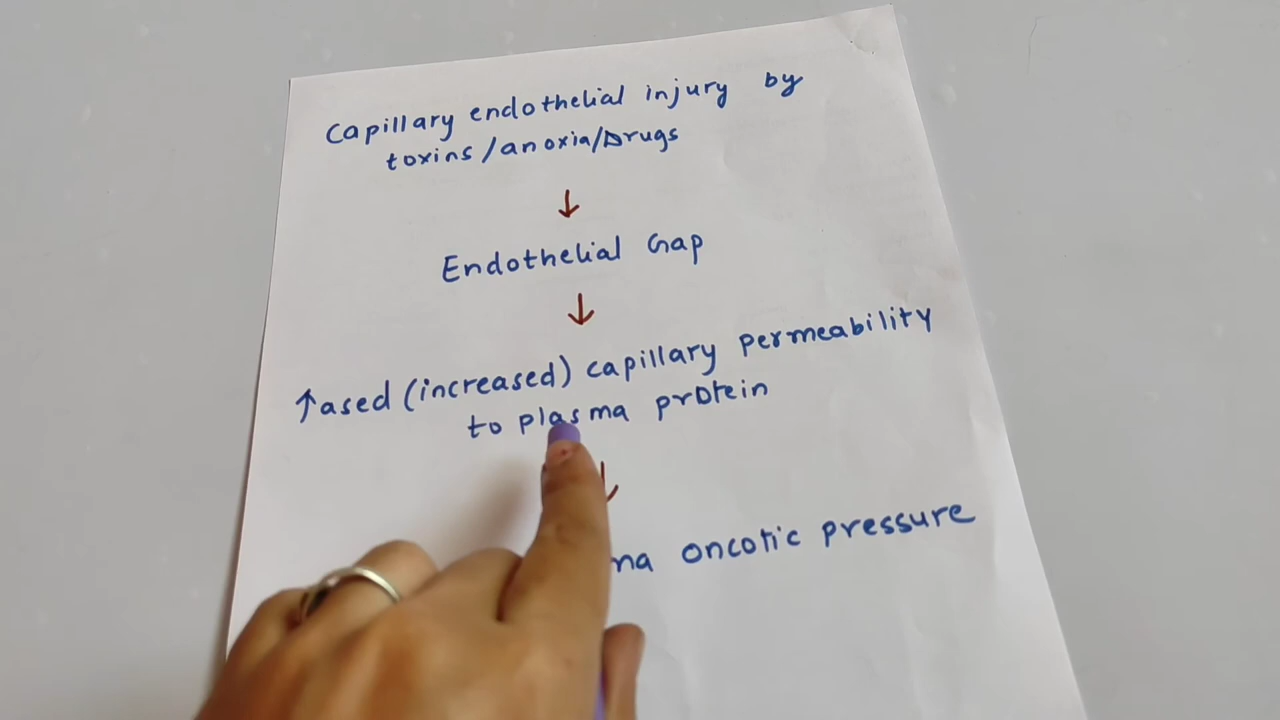 Capillary endothelial injury by
toxins/anoxia/Drugs
↓
Endothelial Gap
↓
↑ased (increased) capillary permeability
to plasma protein
↓
oncotic pressure